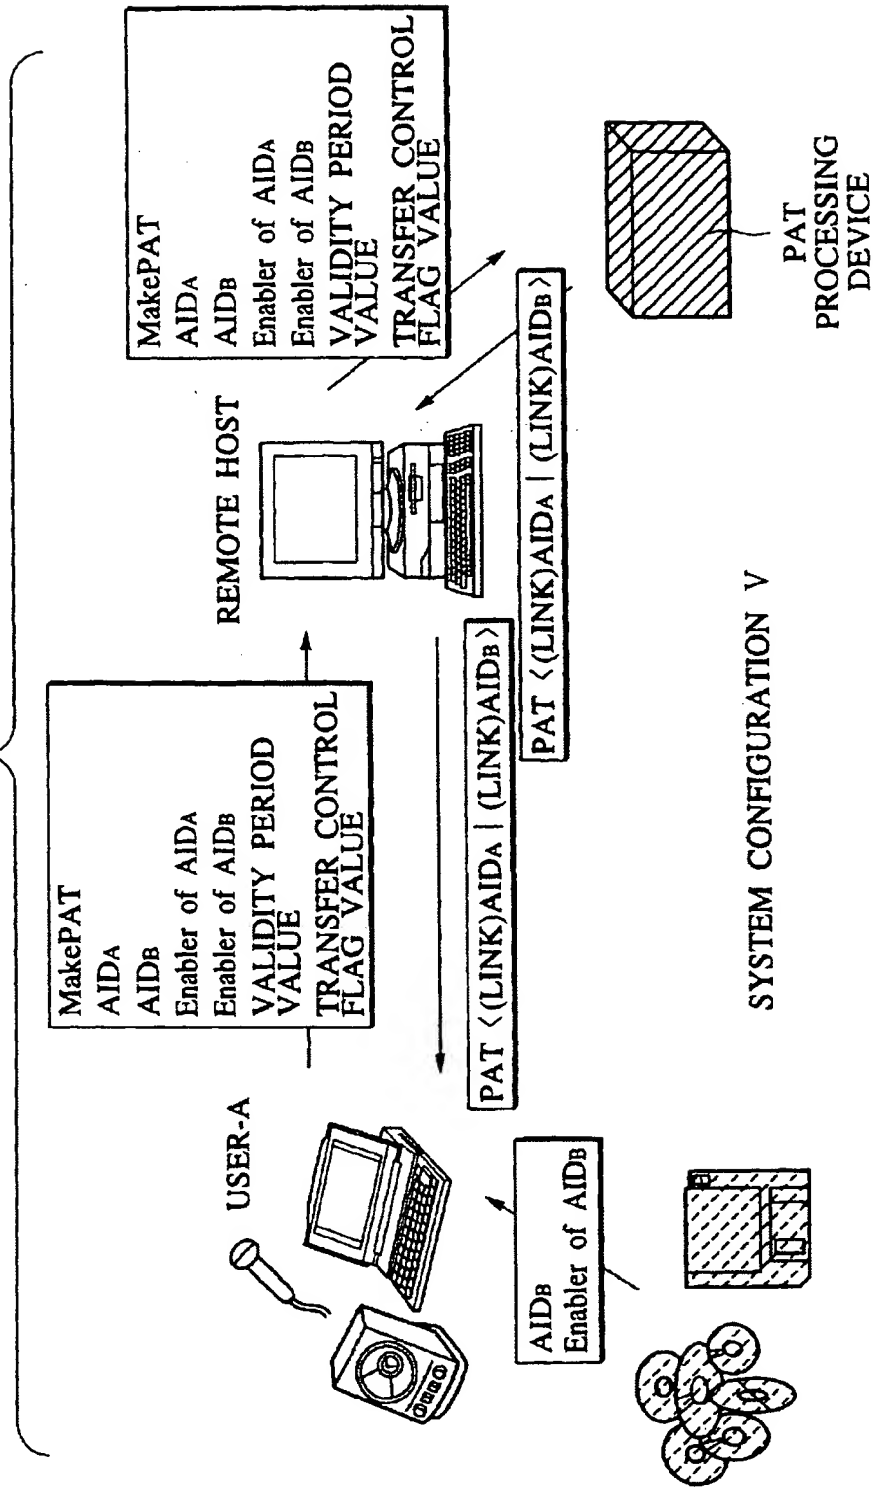 USER-A
MakePAT
AIDA
AIDB
Enabler of AIDA
Enabler of AIDB
VALIDITY PERIOD
VALUE
TRANSFER CONTROL
FLAG VALUE
REMOTE HOST
MakePAT
AIDA
AIDB
Enabler of AIDA
Enabler of AIDB
VALIDITY PERIOD
VALUE
TRANSFER CONTROL
FLAG VALUE
AIDB
Enabler of AIDB
PAT <(LINK)AIDA | (LINK)AIDB>
PAT <(LINK)AIDA | (LINK)AIDB>
PAT
PROCESSING
DEVICE
SYSTEM CONFIGURATION V